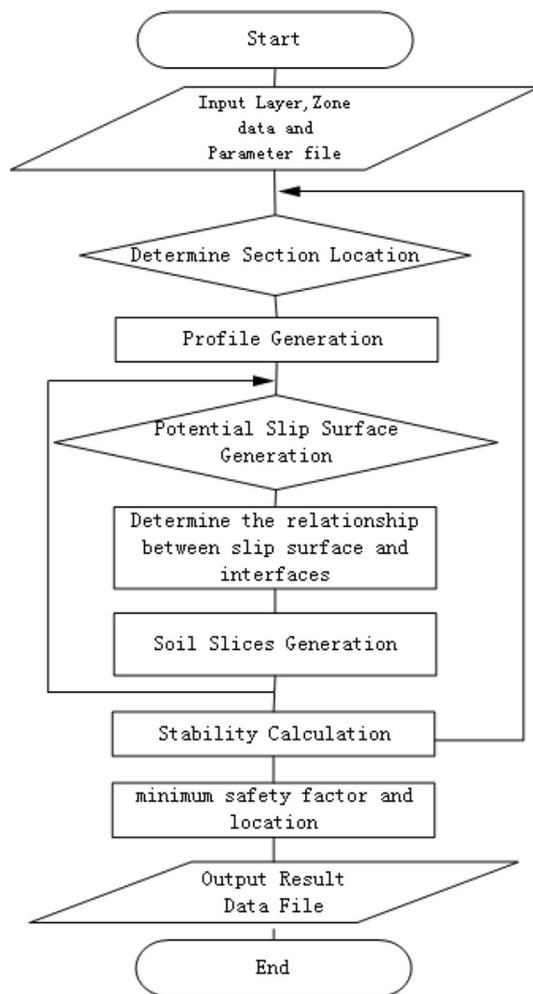 Start
Input Layer,Zone
data and
Parameter file
Determine Section Location
Profile Generation
Potential Slip Surface
Generation
Determine the relationship
between slip surface and
interfaces
Soil Slices Generation
Stability Calculation
minimum safety factor and
location
Output Result
Data File
End